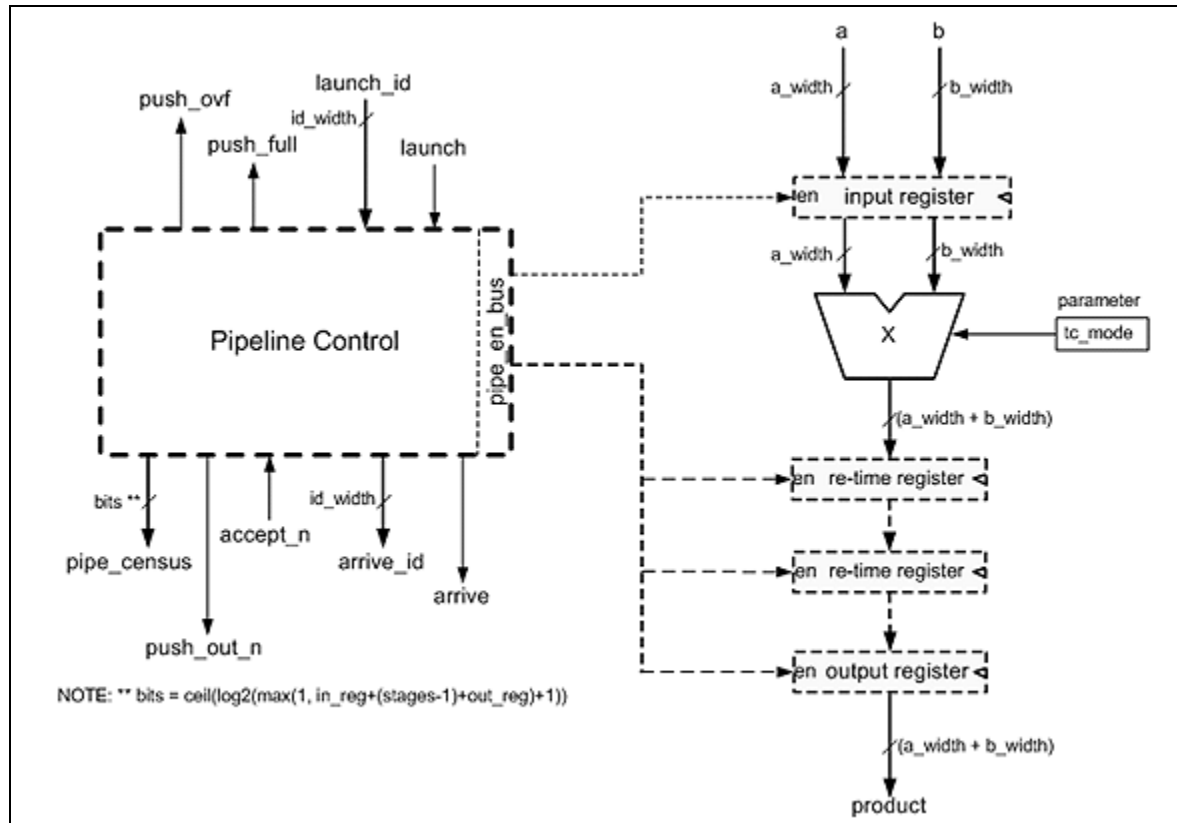 a
b
a_width
b_width
launch_id
push_ovf
id_width
push_full
launch
en input register
a_width
b_width
pipe_en_bus
Pipeline Control
X
parameter
tc_mode
(a_width + b_width)
en re-time register
bits **
id_width
accept_n
pipe_census
arrive_id
en re-time register
arrive
push_out_n
en output register
NOTE: ** bits = ceil(log2(max(1, in_reg+(stages-1)+out_reg)+1))
(a_width + b_width)
product